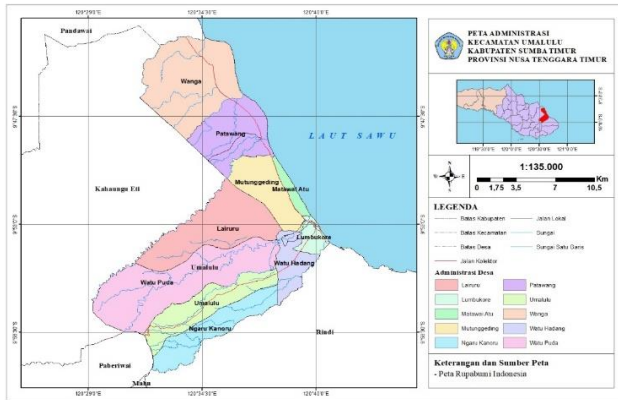 PETA ADMINISTRASI
KECAMATAN UMALULU
KABUPATEN SUMBA TIMUR
PROVINSI NUSA TENGGARA TIMUR
1:135.000
0 1,75 3,5 7 10,5 Km
LEGENDA
Batas Kabupaten
Jalan Lokal
Batas Kecamatan
Sungai
Batas Desa
Sungai Satu Garis
Jalan Kolektor
Administrasi Desa
Lairuru
Patawang
Lumbukore
Umalulu
Matawai Atu
Wanga
Mutunggeding
Watu Hadang
Ngaru Kanoru
Watu Puda
Keterangan dan Sumber Peta
- Peta Rupabumi Indonesia
Pandawai
Wanga
Patawang
LAUT SAWU
Kahaungu Eti
Mutunggeding
Matawai Atu
Lairuru
Lumbukore
Umalulu
Watu Hadang
Watu Puda
Umalulu
Ngaru Kanoru
Rindi
Paberiwai
Mahu